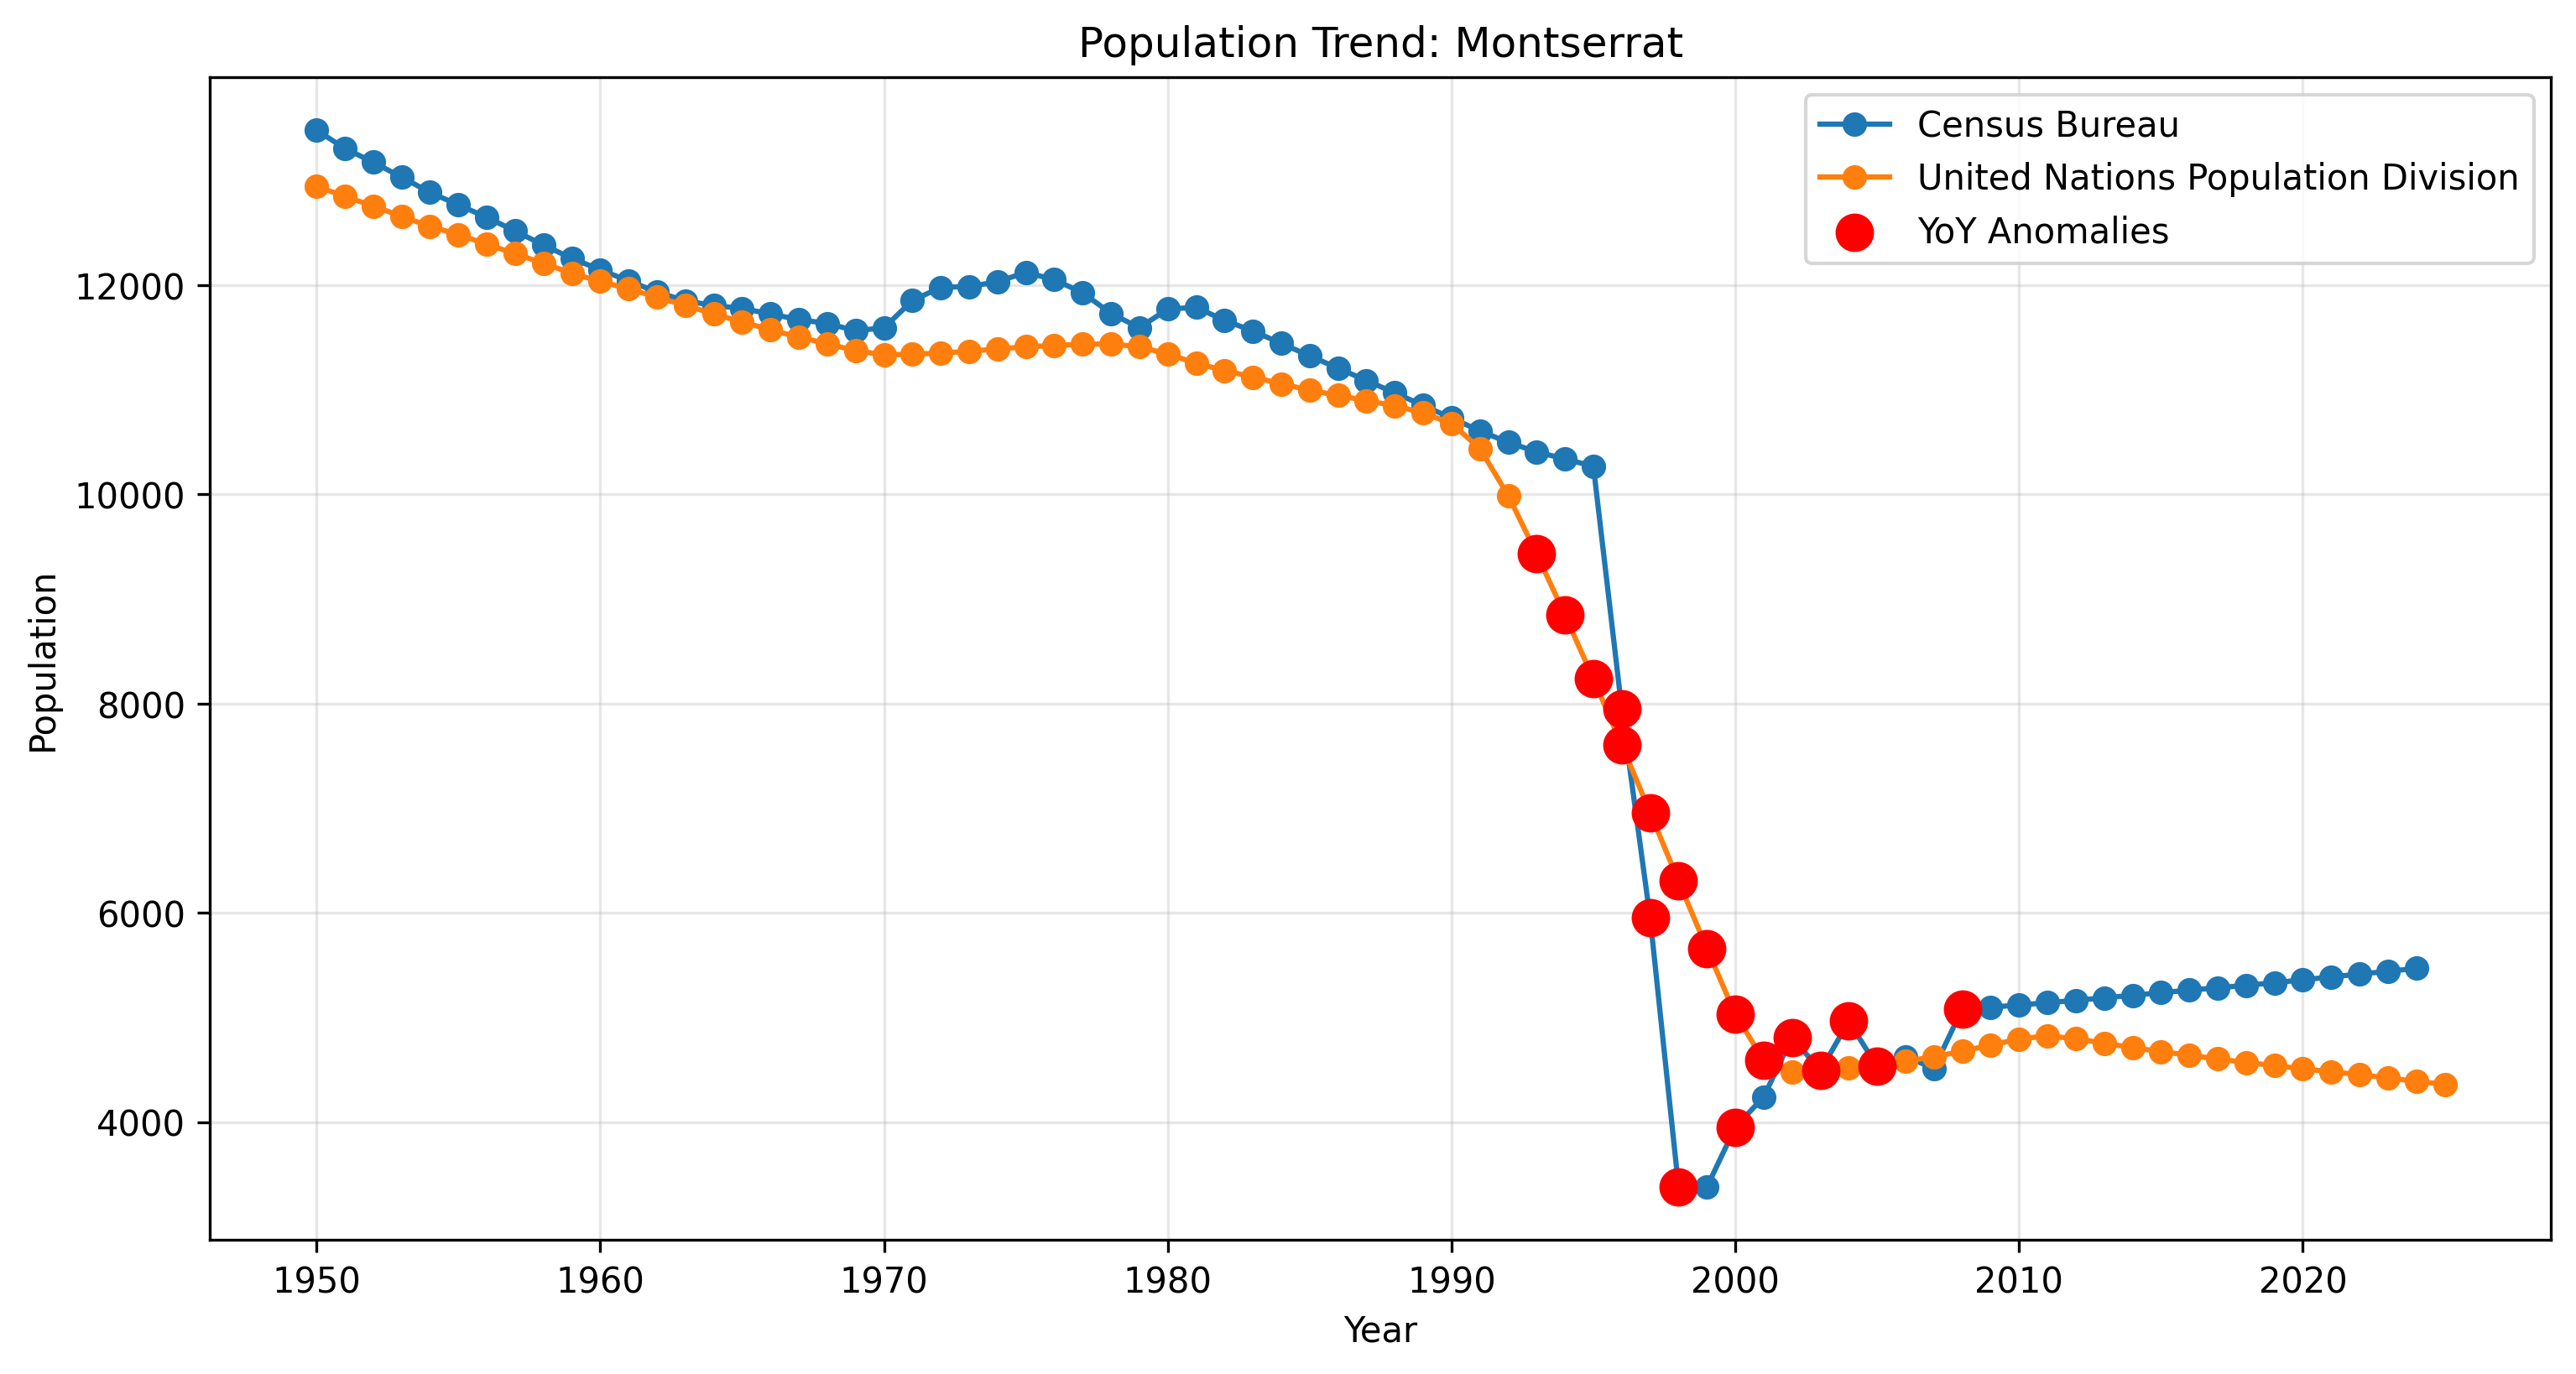 Population Trend: Montserrat
Census Bureau
United Nations Population Division
YoY Anomalies
12000
10000
8000
6000
4000
Population
1950 1960 1970 1980 1990 2000 2010 2020
Year